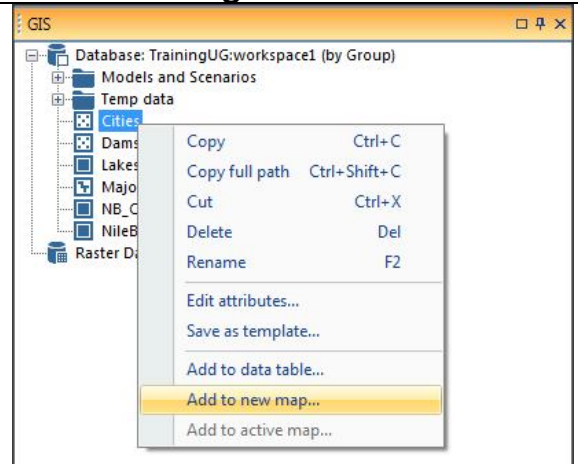 GIS
Database: TrainingUG:workspace1 (by Group)
Models and Scenarios
Temp data
Cities
Dams
Lakes
Majo
NB_C
NileB
Raster Da
Copy Ctrl+C
Copy full path Ctrl+Shift+C
Cut Ctrl+X
Delete Del
Rename F2
Edit attributes...
Save as template...
Add to data table...
Add to new map...
Add to active map...